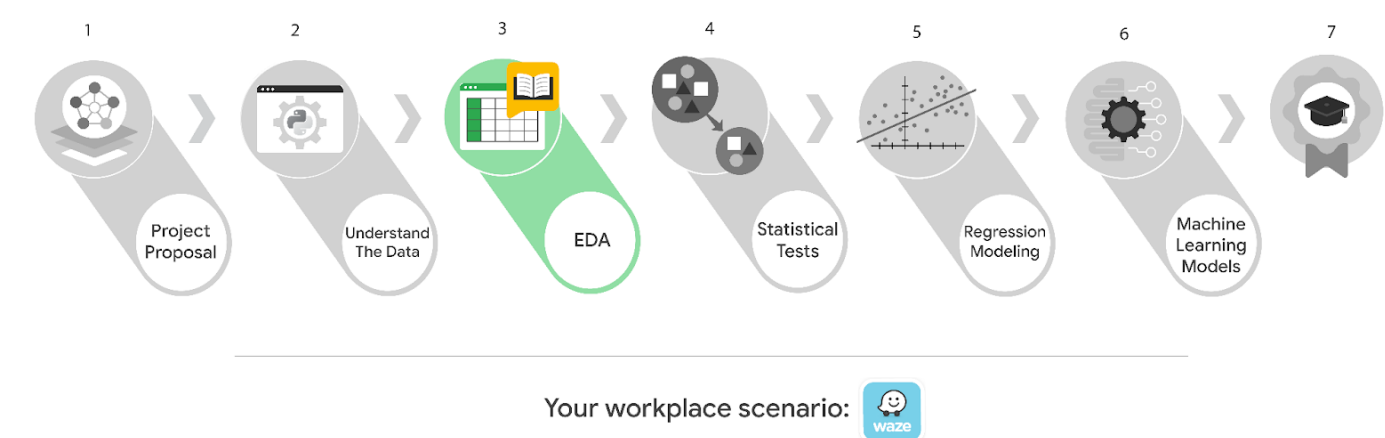 1
2
3
4
5
6
7
Project
Proposal
Understand
The Data
EDA
Statistical
Tests
Regression
Modeling
Machine
Learning
Models
Your workplace scenario:
waze